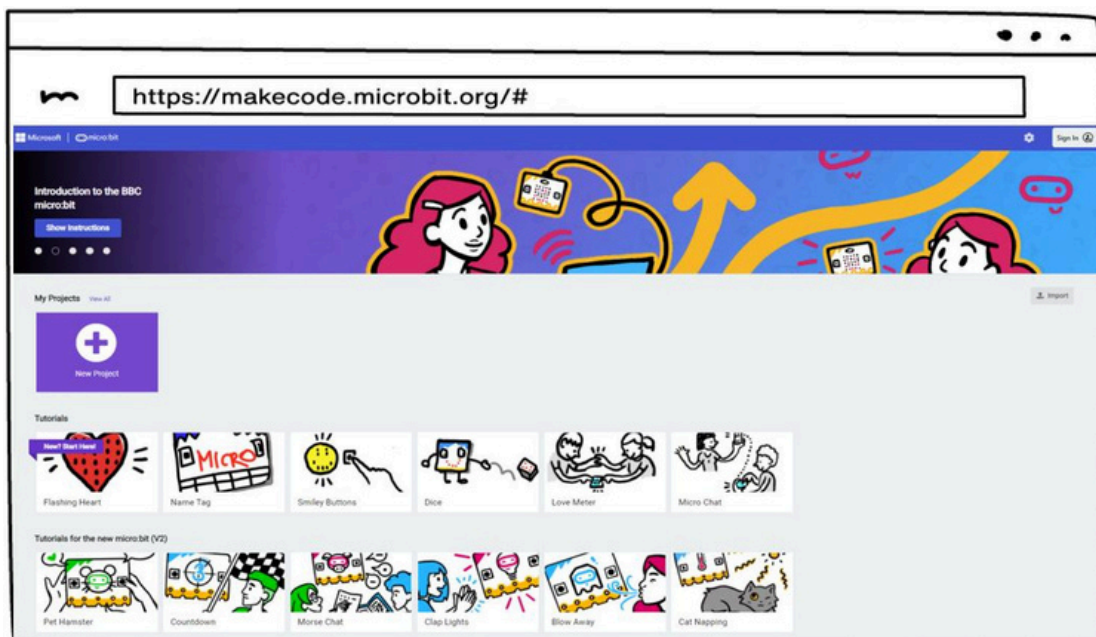 https://makecode.microbit.org/#
Microsoft | micro:bit
Sign In
Introduction to the BBC
micro:bit
Show Instructions
My Projects View All
Import
New Project
Tutorials
New? Start Here!
MICRO
Flashing Heart
Name Tag
Smiley Buttons
Dice
Love Meter
Micro Chat
Tutorials for the new micro:bit (V2)
Pet Hamster
Countdown
Morse Chat
Clap Lights
Blow Away
Cat Napping